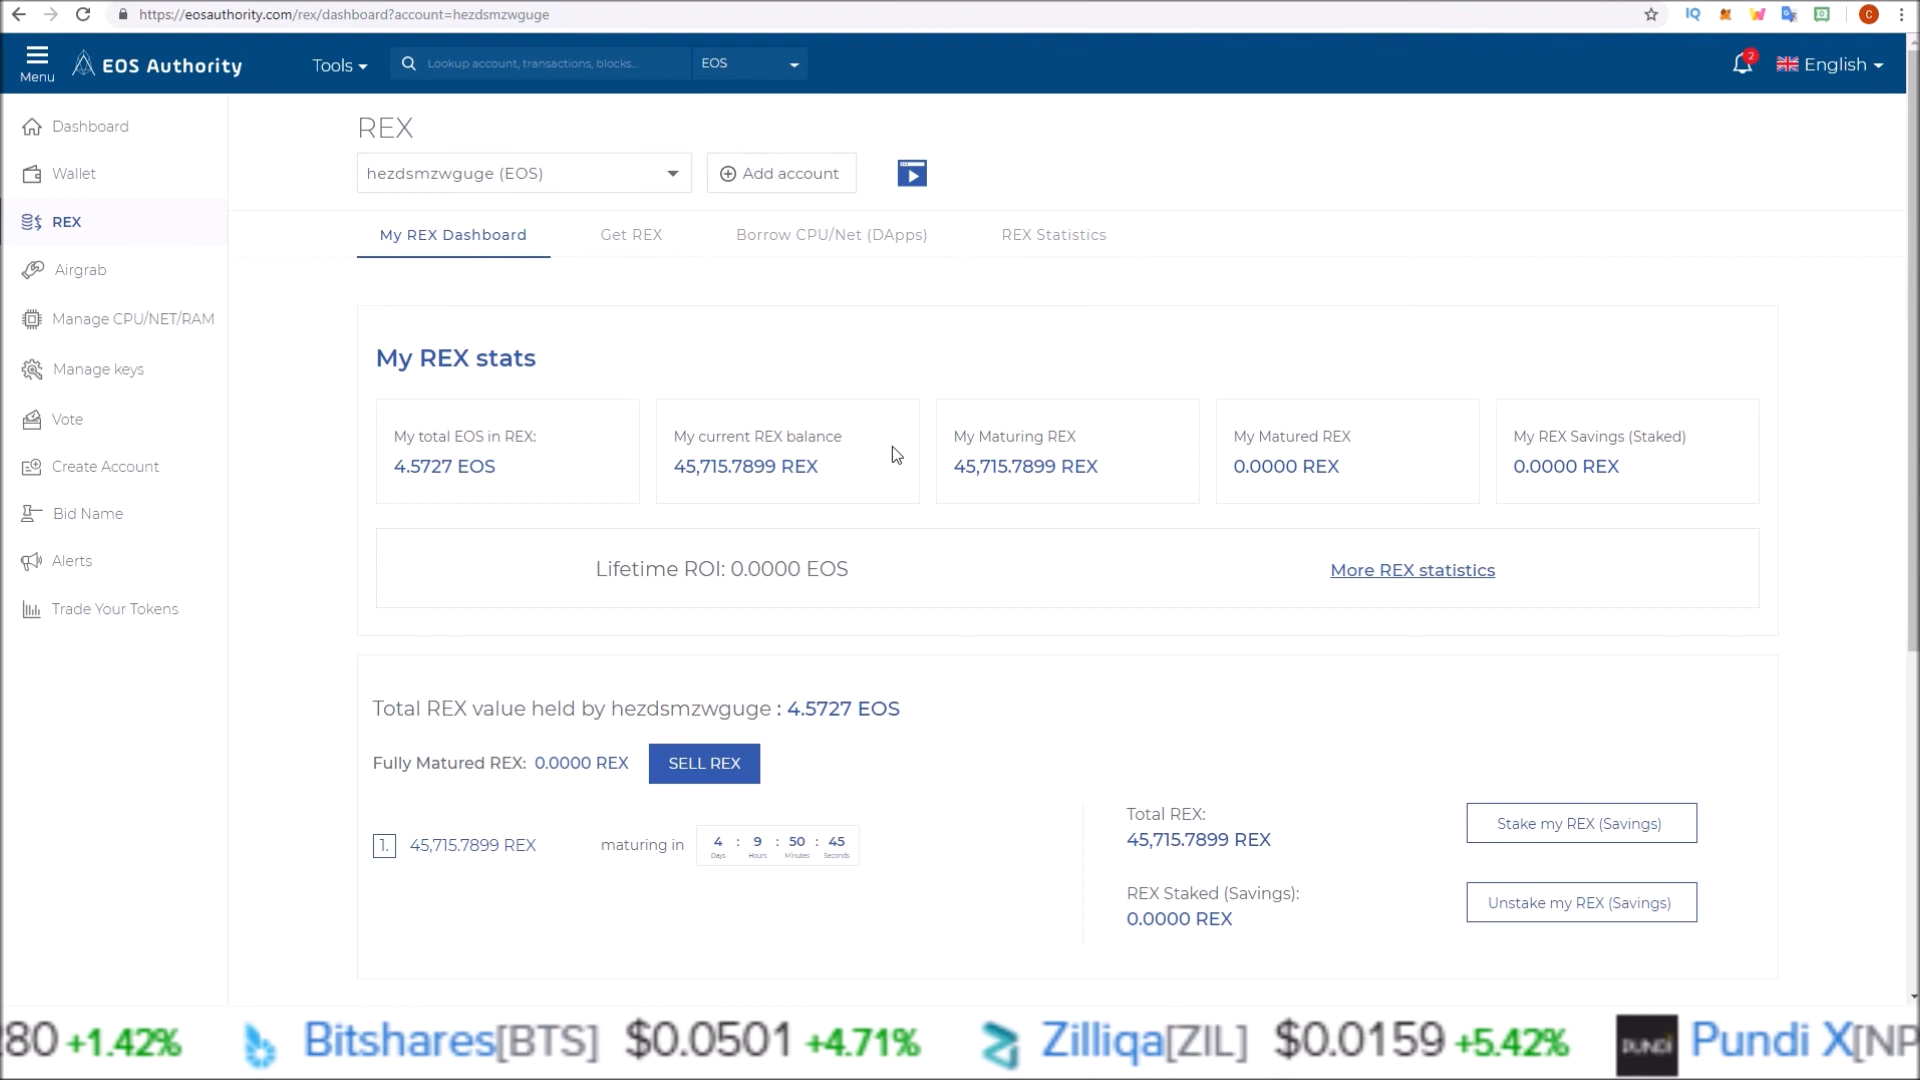 https://eosauthority.com/rex/dashboard?account=hezdsmzwguge
Menu
EOS Authority
Tools
Lookup account, transactions, blocks...
EOS
2
English
Dashboard
Wallet
REX
Airgrab
Manage CPU/NET/RAM
Manage keys
Vote
Create Account
Bid Name
Alerts
Trade Your Tokens
REX
hezdsmzwguge (EOS)
Add account
My REX Dashboard
Get REX
Borrow CPU/Net (DApps)
REX Statistics
My REX stats
My total EOS in REX:
4.5727 EOS
My current REX balance
45,715.7899 REX
My Maturing REX
45,715.7899 REX
My Matured REX
0.0000 REX
My REX Savings (Staked)
0.0000 REX
Lifetime ROI: 0.0000 EOS
More REX statistics
Total REX value held by hezdsmzwguge : 4.5727 EOS
Fully Matured REX: 0.0000 REX
SELL REX
1. 45,715.7899 REX maturing in 4 : 9 : 50 : 45
Days Hours Minutes Seconds
Total REX:
45,715.7899 REX
Stake my REX (Savings)
REX Staked (Savings):
0.0000 REX
Unstake my REX (Savings)
280 +1.42% Bitshares[BTS] $0.0501 +4.71% Zilliqa[ZIL] $0.0159 +5.42% PUNDI Pundi X[NP